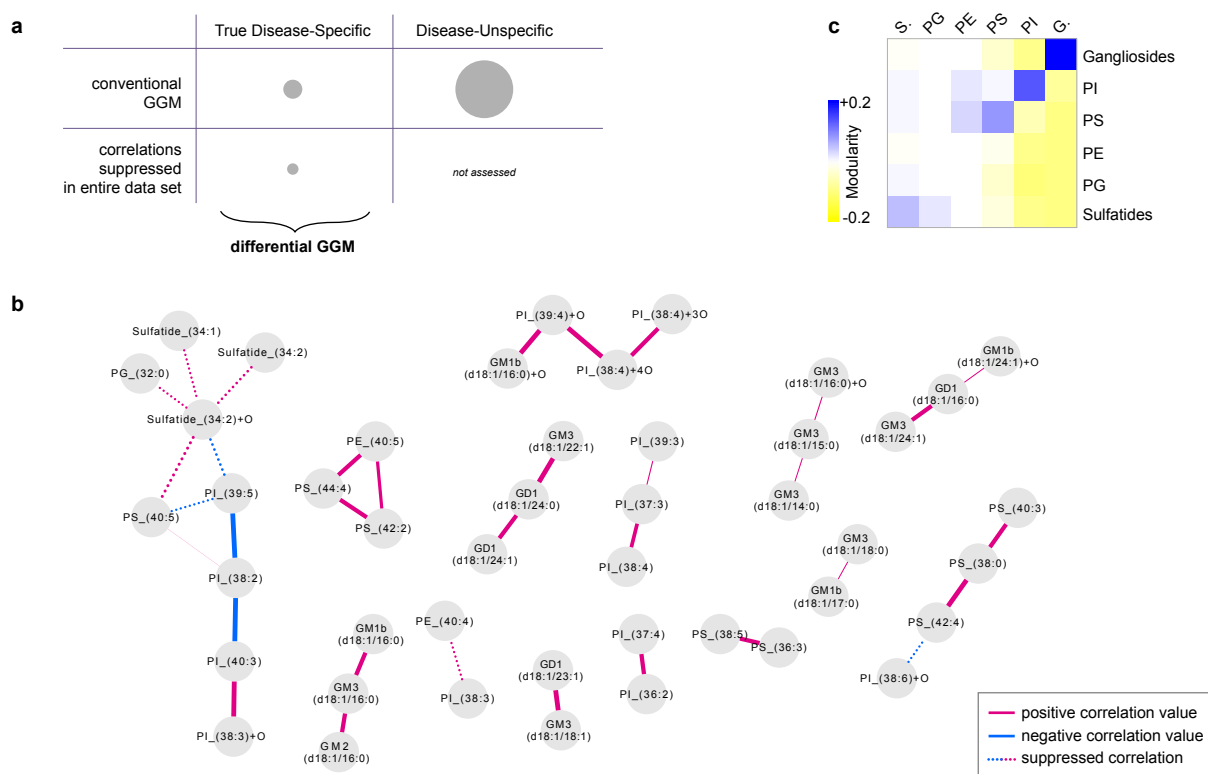 a
True Disease-Specific
Disease-Unspecific
conventional
GGM
correlations
suppressed
in entire data set
not assessed
differential GGM
c
S.
PG
PE
PS
PI
G.
Gangliosides
PI
PS
PE
PG
Sulfatides
+0.2
Modularity
-0.2
b
Sulfatide_(34:1)
Sulfatide_(34:2)
PG_(32:0)
Sulfatide_(34:2)+O
PS_(40:5)
PI_(39:5)
PI_(38:2)
PI_(40:3)
PI_(38:3)+O
PE_(40:5)
PS_(44:4)
PS_(42:2)
PI_(39:4)+O
PI_(38:4)+3O
GM1b
(d18:1/16:0)+O
PI_(38:4)+4O
GM3
(d18:1/22:1)
GD1
(d18:1/24:0)
GD1
(d18:1/24:1)
PI_(39:3)
PI_(37:3)
PI_(38:4)
GM3
(d18:1/16:0)+O
GM3
(d18:1/15:0)
GM3
(d18:1/14:0)
GM1b
(d18:1/24:1)+O
GD1
(d18:1/16:0)
GM3
(d18:1/24:1)
GM3
(d18:1/18:0)
GM1b
(d18:1/17:0)
PS_(40:3)
PS_(38:0)
PS_(42:4)
PI_(38:6)+O
GM1b
(d18:1/16:0)
GM3
(d18:1/16:0)
GM2
(d18:1/16:0)
PE_(40:4)
PI_(38:3)
GD1
(d18:1/23:1)
GM3
(d18:1/18:1)
PI_(37:4)
PI_(36:2)
PS_(38:5)
PS_(36:3)
positive correlation value
negative correlation value
suppressed correlation